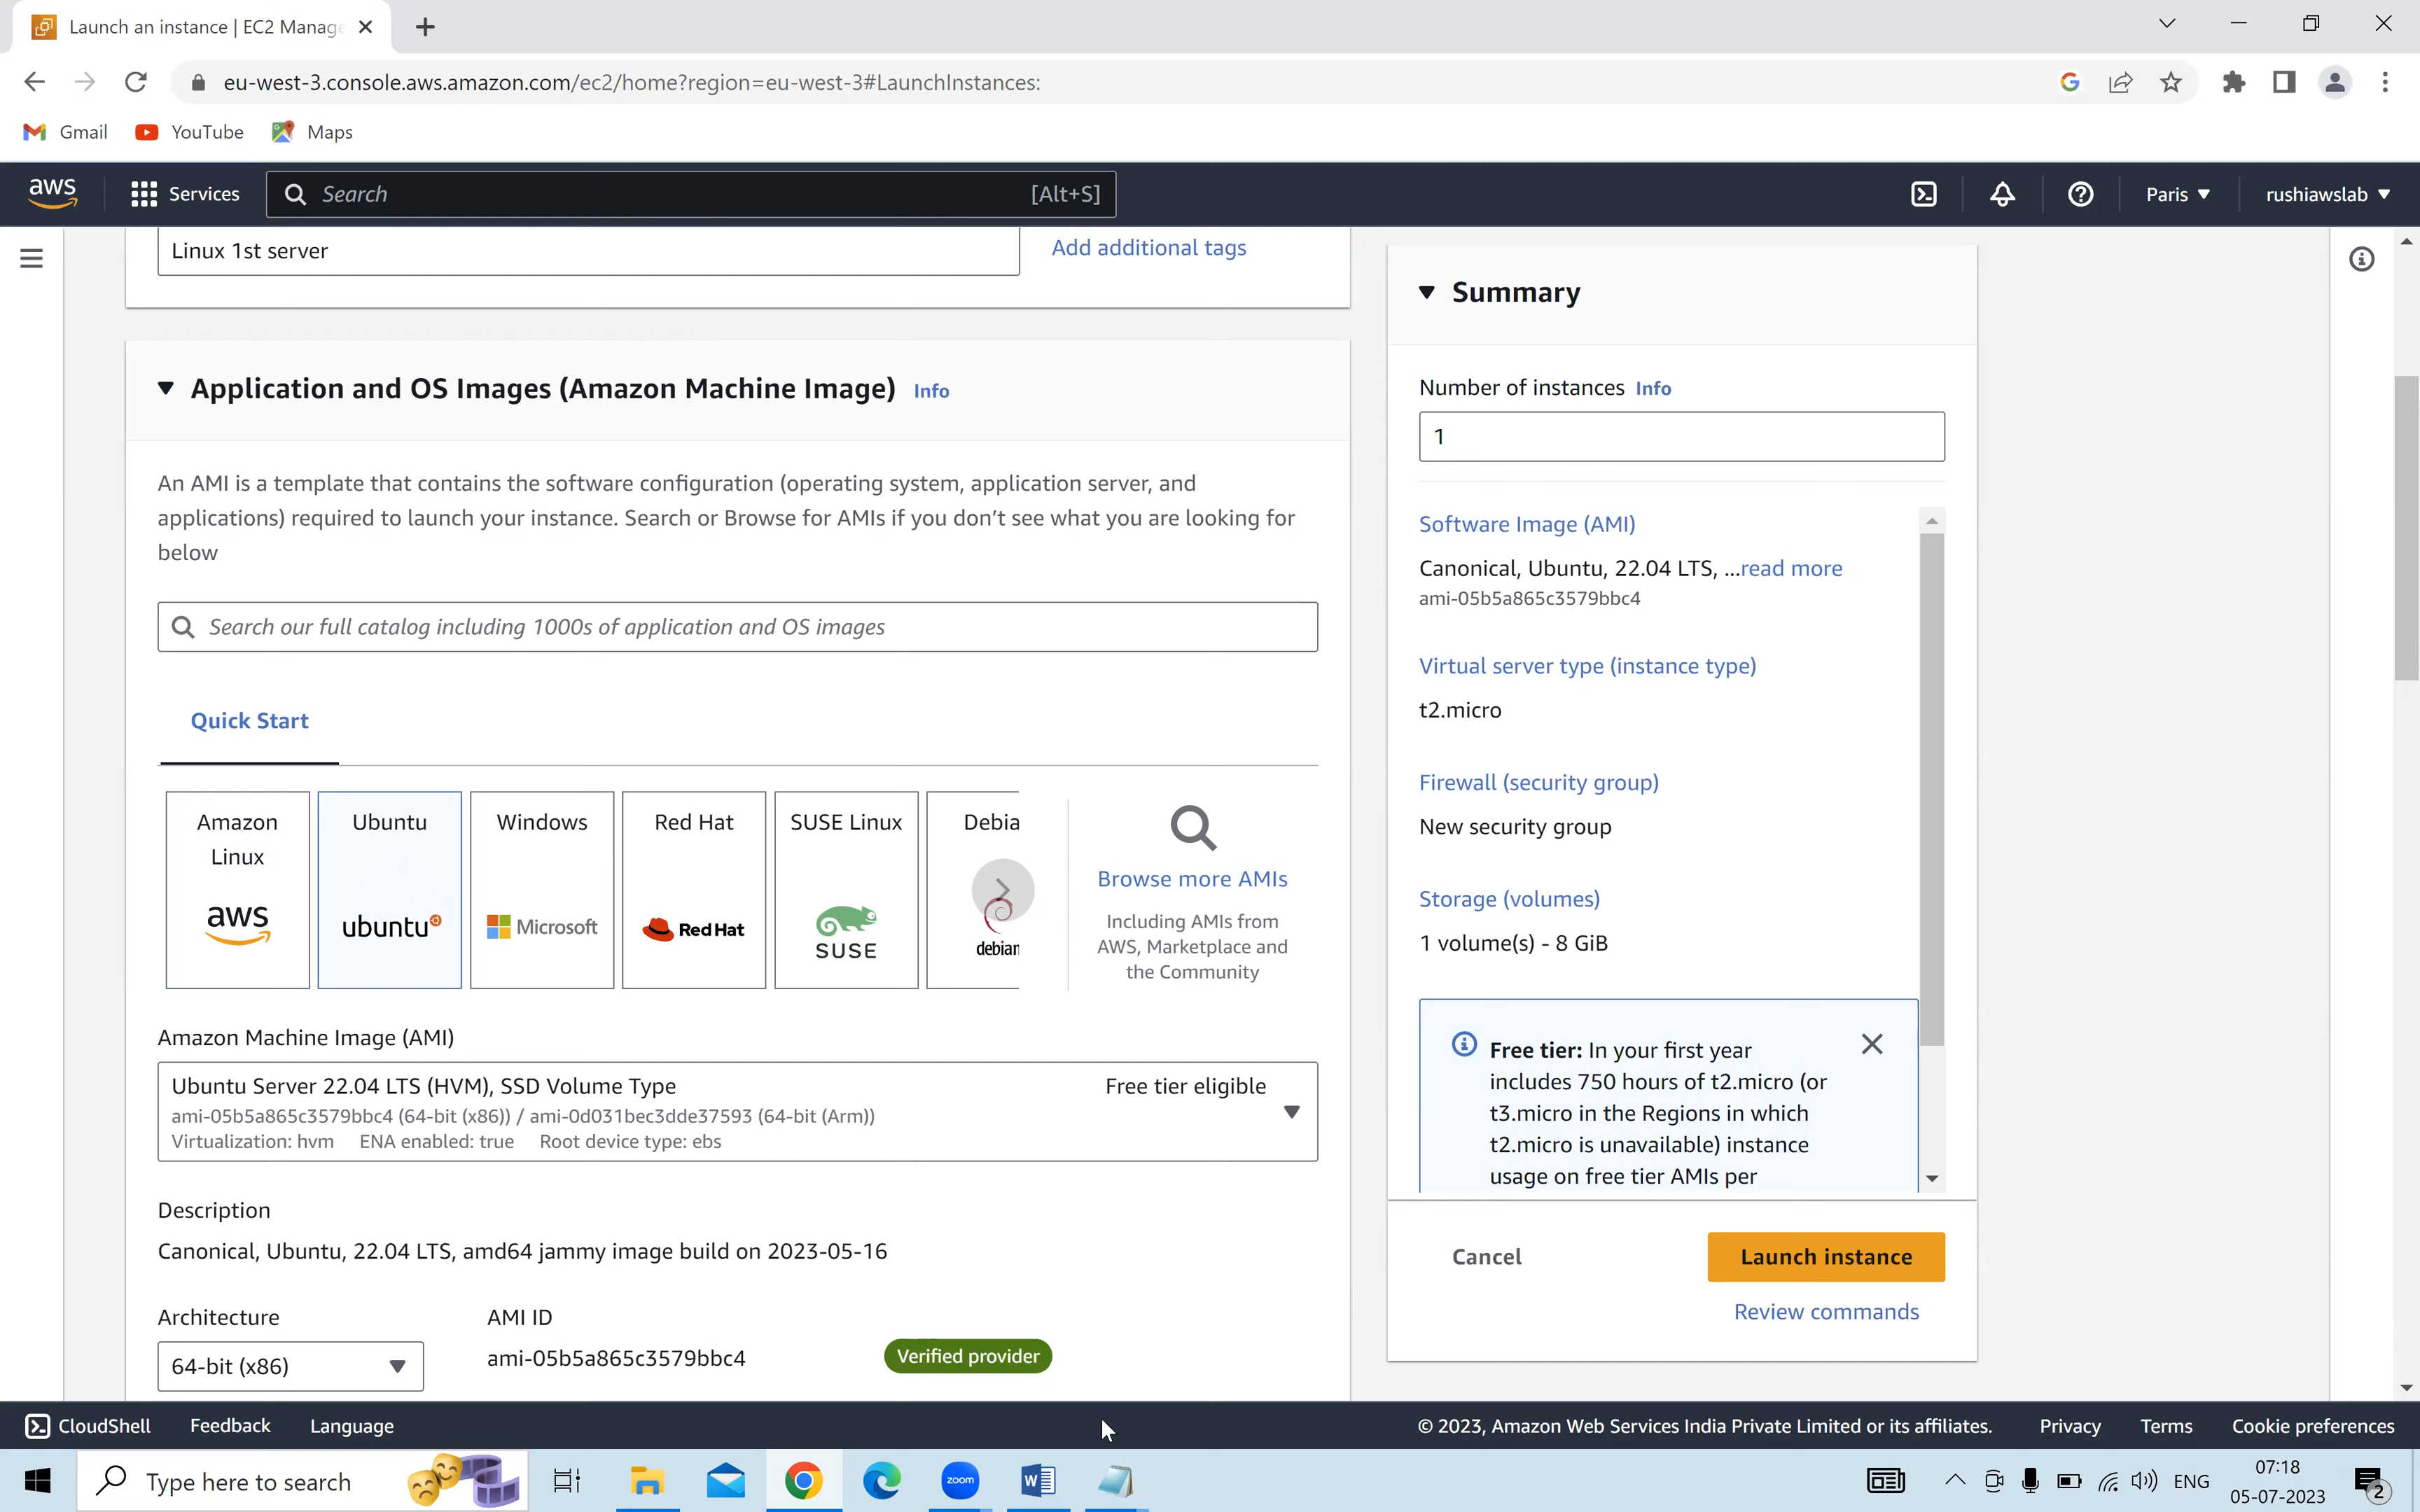 Launch an instance | EC2 Manage
eu-west-3.console.aws.amazon.com/ec2/home?region=eu-west-3#LaunchInstances:
Gmail
YouTube
Maps
aws
Services
Search
[Alt+S]
Paris
rushiawslab
Linux 1st server
Add additional tags
Application and OS Images (Amazon Machine Image) Info
An AMI is a template that contains the software configuration (operating system, application server, and
applications) required to launch your instance. Search or Browse for AMIs if you don’t see what you are looking for
below
Search our full catalog including 1000s of application and OS images
Quick Start
Amazon
Linux
aws
Ubuntu
ubuntu
Windows
Microsoft
Red Hat
Red Hat
SUSE Linux
SUSE
Debia
debian
Browse more AMIs
Including AMIs from
AWS, Marketplace and
the Community
Amazon Machine Image (AMI)
Ubuntu Server 22.04 LTS (HVM), SSD Volume Type
Free tier eligible
ami-05b5a865c3579bbc4 (64-bit (x86)) / ami-0d031bec3dde37593 (64-bit (Arm))
Virtualization: hvm ENA enabled: true Root device type: ebs
Description
Canonical, Ubuntu, 22.04 LTS, amd64 jammy image build on 2023-05-16
Architecture
AMI ID
64-bit (x86)
ami-05b5a865c3579bbc4
Verified provider
Summary
Number of instances Info
1
Software Image (AMI)
Canonical, Ubuntu, 22.04 LTS, ...read more
ami-05b5a865c3579bbc4
Virtual server type (instance type)
t2.micro
Firewall (security group)
New security group
Storage (volumes)
1 volume(s) - 8 GiB
Free tier: In your first year
includes 750 hours of t2.micro (or
t3.micro in the Regions in which
t2.micro is unavailable) instance
usage on free tier AMIs per
Cancel
Launch instance
Review commands
CloudShell
Feedback
Language
© 2023, Amazon Web Services India Private Limited or its affiliates.
Privacy
Terms
Cookie preferences
Type here to search
zoom
W
ENG
07:18
05-07-2023
2